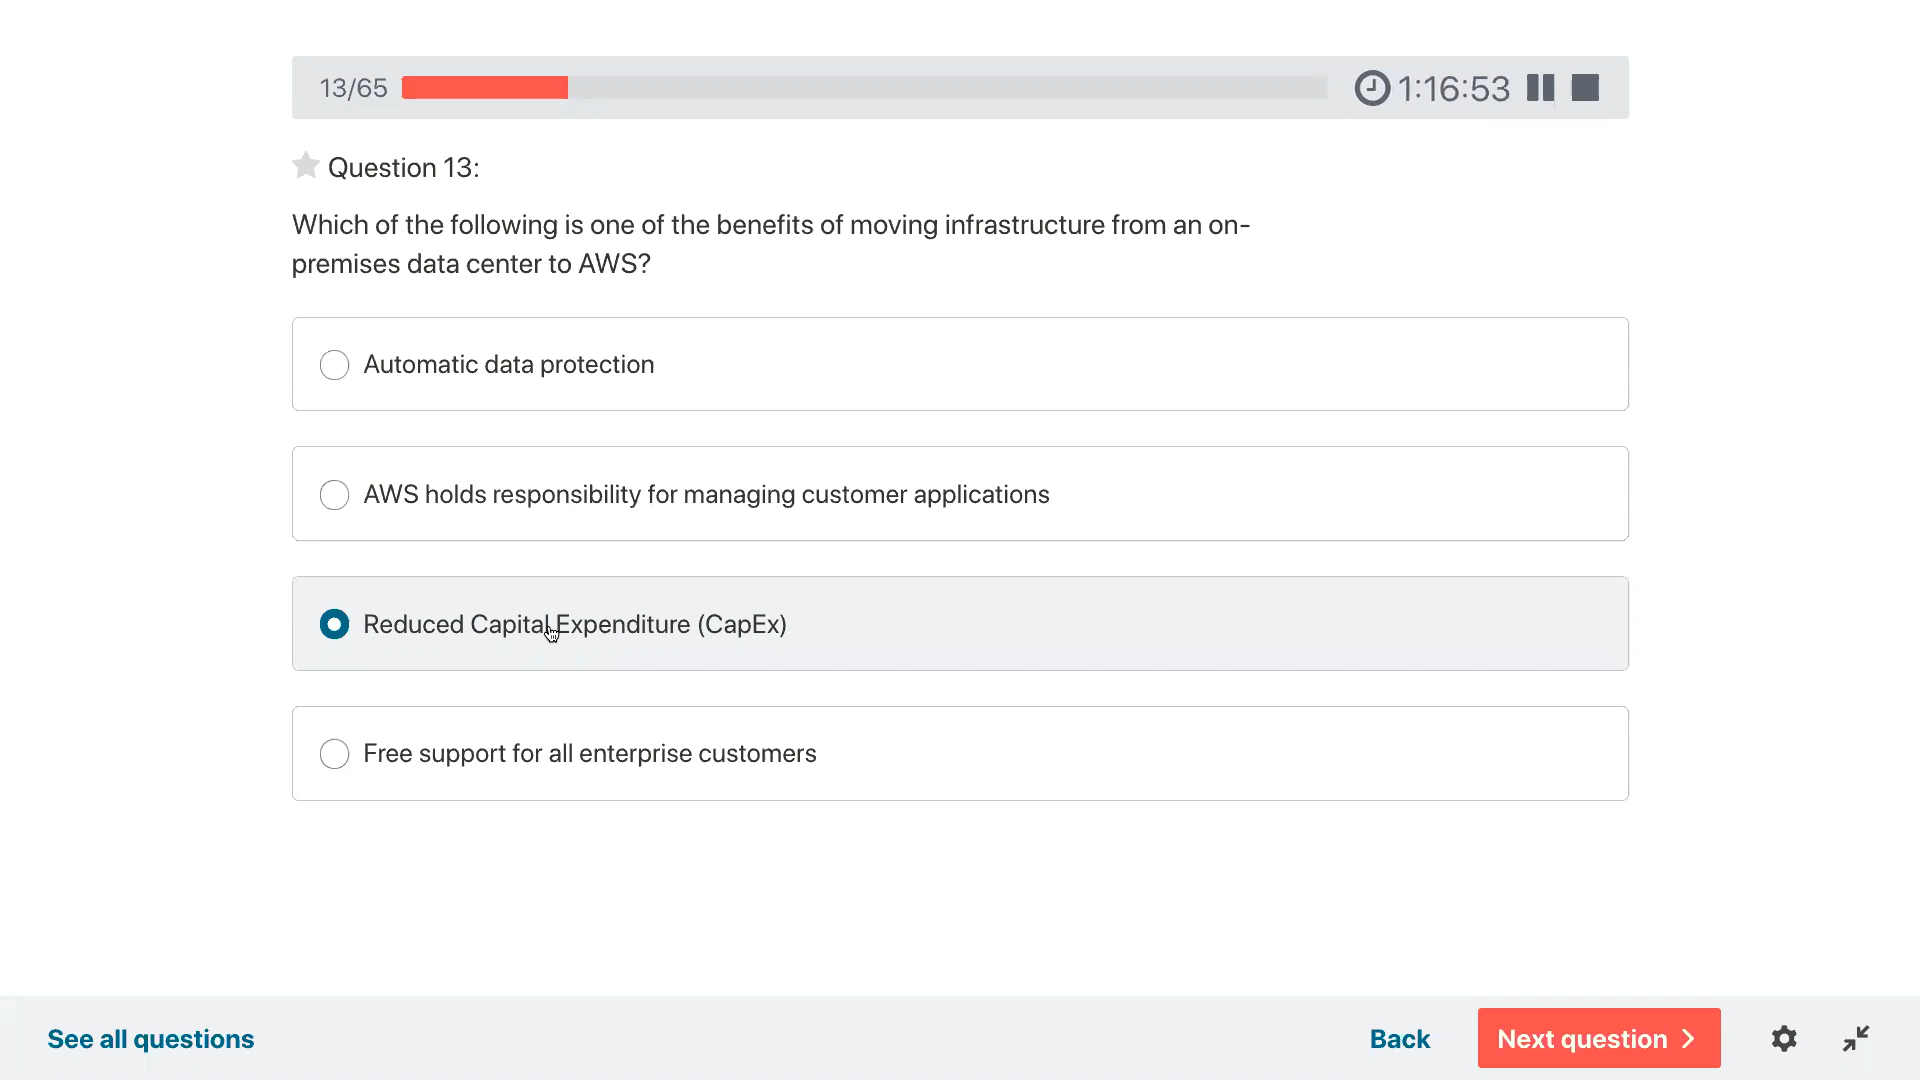 13/65
1:16:53
Question 13:
Which of the following is one of the benefits of moving infrastructure from an on-
premises data center to AWS?
Automatic data protection
AWS holds responsibility for managing customer applications
Reduced Capital Expenditure (CapEx)
Free support for all enterprise customers
See all questions
Back
Next question